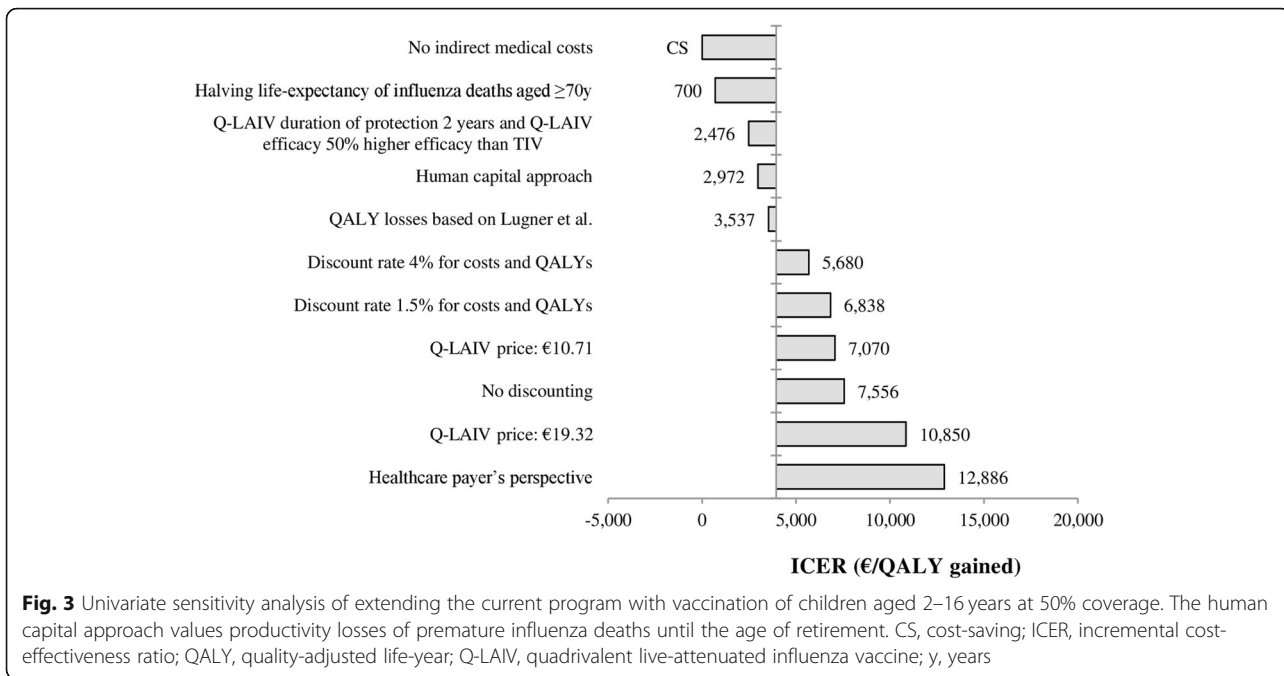 No indirect medical costs
CS
Halving life-expectancy of influenza deaths aged ≥70y
700
Q-LAIV duration of protection 2 years and Q-LAIV
efficacy 50% higher efficacy than TIV
2,476
Human capital approach
2,972
QALY losses based on Lugner et al.
3,537
Discount rate 4% for costs and QALYs
5,680
Discount rate 1.5% for costs and QALYs
6,838
Q-LAIV price: €10.71
7,070
No discounting
7,556
Q-LAIV price: €19.32
10,850
Healthcare payer's perspective
12,886
-5,000 0 5,000 10,000 15,000 20,000
ICER (€/QALY gained)
Fig. 3 Univariate sensitivity analysis of extending the current program with vaccination of children aged 2–16 years at 50% coverage. The human
capital approach values productivity losses of premature influenza deaths until the age of retirement. CS, cost-saving; ICER, incremental cost-
effectiveness ratio; QALY, quality-adjusted life-year; Q-LAIV, quadrivalent live-attenuated influenza vaccine; y, years